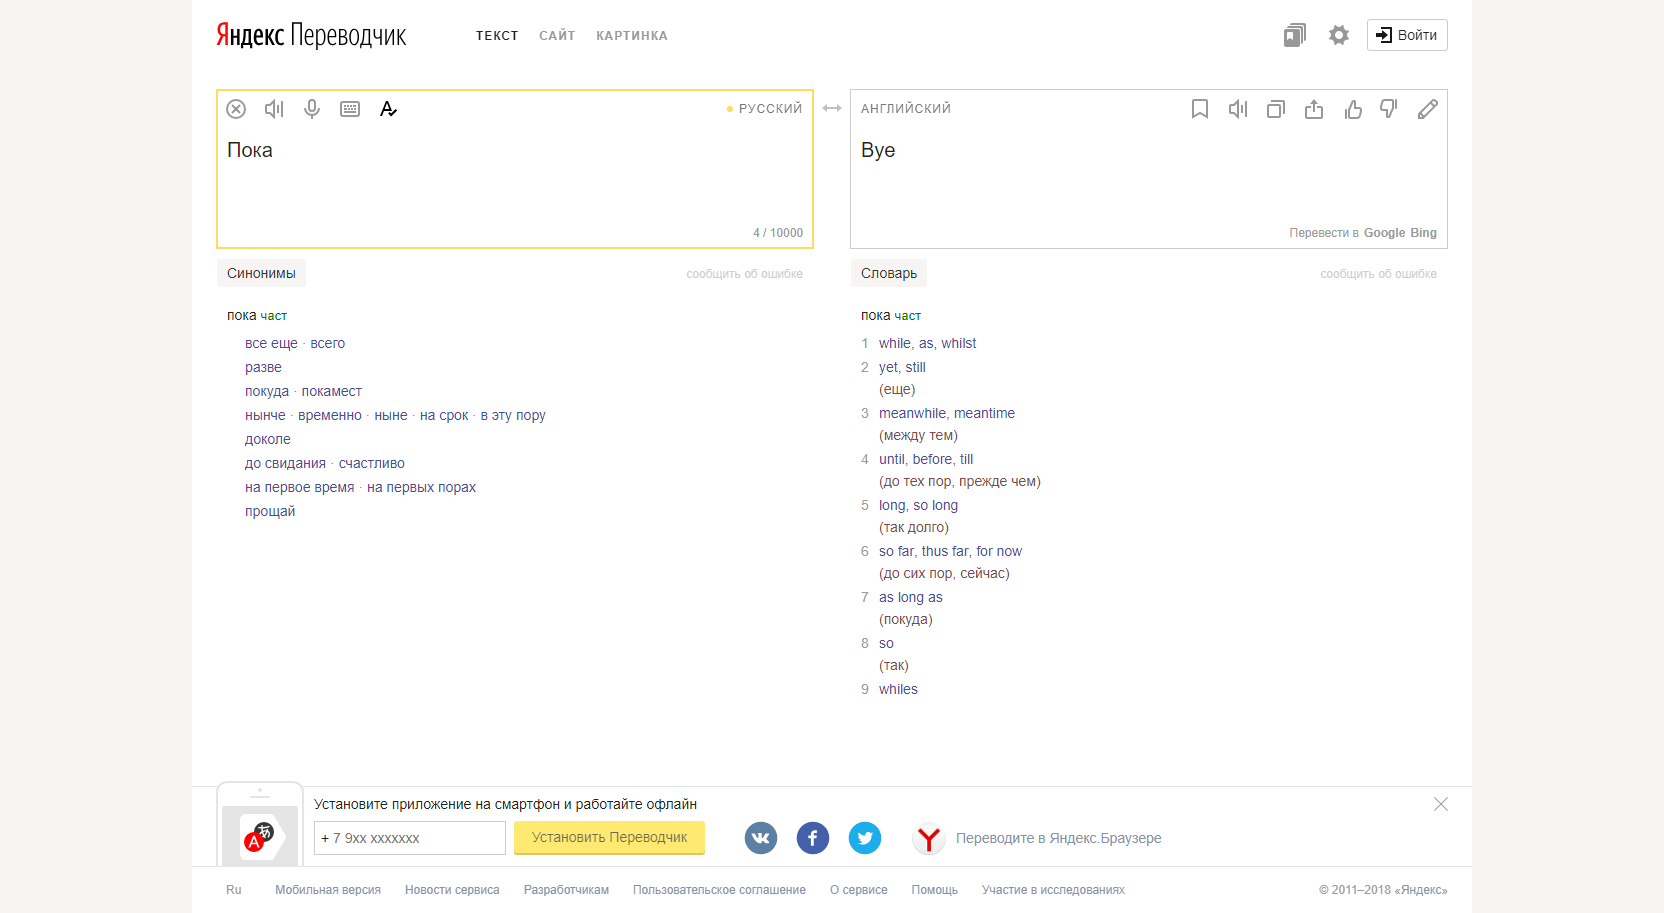 Яндекс Переводчик ТЕКСТ САЙТ КАРТИНКА Войти
РУССКИЙ
Пока
4 / 10000
АНГЛИЙСКИЙ
Bye
Перевести в Google Bing
Синонимы сообщить об ошибке
пока част
все еще · всего
разве
покуда · покамест
нынче · временно · ныне · на срок · в эту пору
доколе
до свидания · счастливо
на первое время · на первых порах
прощай
Словарь сообщить об ошибке
пока част
1 while, as, whilst
2 yet, still
(еще)
3 meanwhile, meantime
(между тем)
4 until, before, till
(до тех пор, прежде чем)
5 long, so long
(так долго)
6 so far, thus far, for now
(до сих пор, сейчас)
7 as long as
(покуда)
8 so
(так)
9 whiles
Установите приложение на смартфон и работайте офлайн
+ 7 9xx xxxxxxx Установить Переводчик Переводите в Яндекс.Браузере
Ru Мобильная версия Новости сервиса Разработчикам Пользовательское соглашение О сервисе Помощь Участие в исследованиях © 2011–2018 «Яндекс»